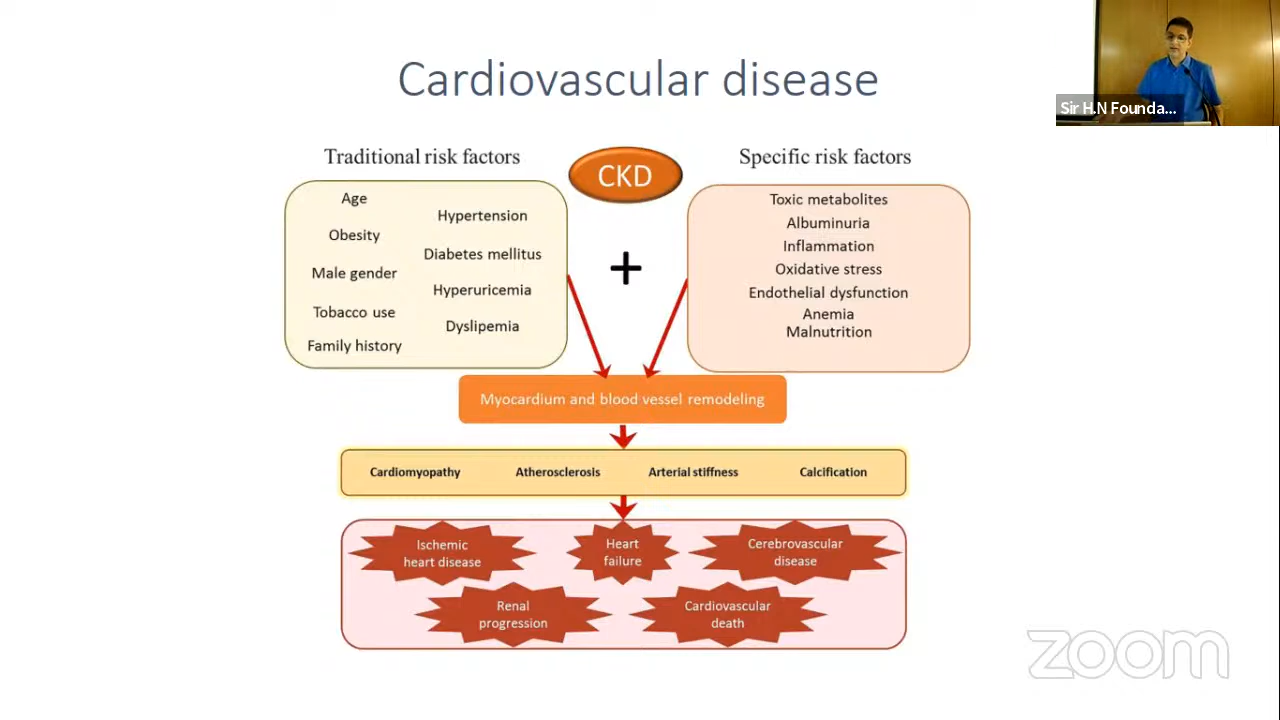 Cardiovascular disease
Sir H.N Founda...
Traditional risk factors
CKD
Specific risk factors
Age
Obesity
Male gender
Tobacco use
Family history
Hypertension
Diabetes mellitus
Hyperuricemia
Dyslipemia
+
Toxic metabolites
Albuminuria
Inflammation
Oxidative stress
Endothelial dysfunction
Anemia
Malnutrition
Myocardium and blood vessel remodeling
Cardiomyopathy
Atherosclerosis
Arterial stiffness
Calcification
Ischemic
heart disease
Heart
failure
Cerebrovascular
disease
Renal
progression
Cardiovascular
death
zoom